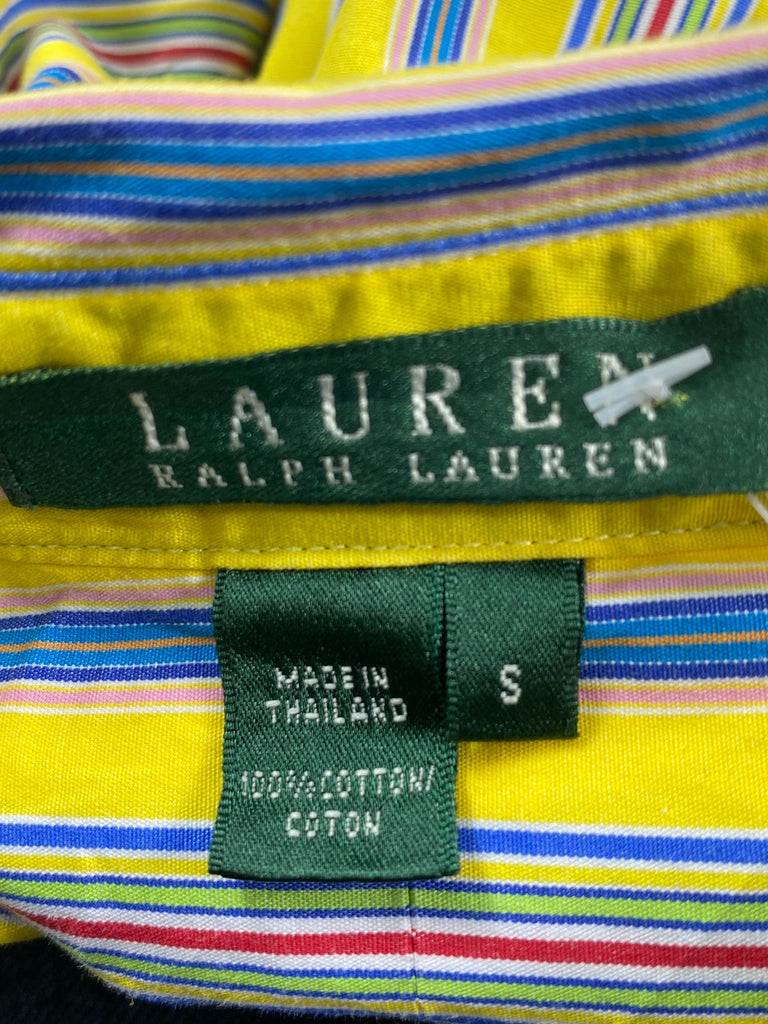 LAUREN
RALPH LAUREN
MADE IN
THAILAND
S
100% COTTON/
COTON